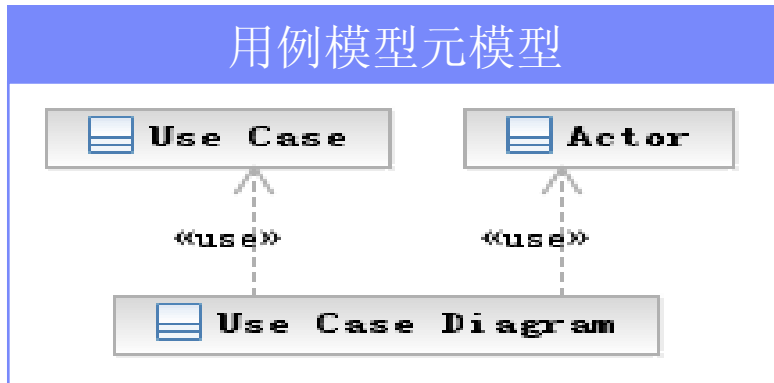 用例模型元模型
Use Case
Actor
«use»
«use»
Use Case Diagram